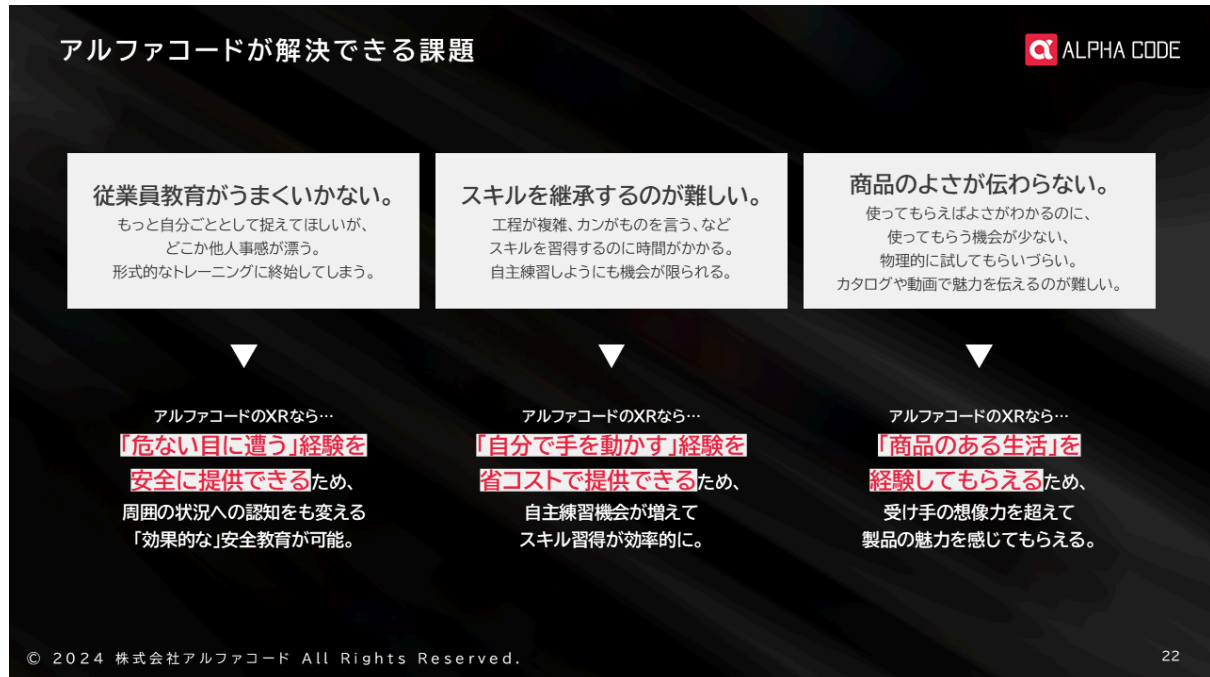 アルファコードが解決できる課題
α ALPHA CODE
従業員教育がうまくいかない。
もっと自分ごととして捉えてほしいが、
どこか他人事感が漂う。
形式的なトレーニングに終始してしまう。
スキルを継承するのが難しい。
工程が複雑、カンがものを言う、など
スキルを習得するのに時間がかかる。
自主練習しようにも機会が限られる。
商品のよさが伝わらない。
使ってもらえばよさがわかるのに、
使ってもらう機会が少ない、
物理的に試してもらいづらい。
カタログや動画で魅力を伝えるのが難しい。
アルファコードのXRなら…
「危ない目に遭う」経験を
安全に提供できるため、
周囲の状況への認知をも変える
「効果的な」安全教育が可能。
アルファコードのXRなら…
「自分で手を動かす」経験を
省コストで提供できるため、
自主練習機会が増えて
スキル習得が効率的に。
アルファコードのXRなら…
「商品のある生活」を
経験してもらえるため、
受け手の想像力を超えて
製品の魅力を感じてもらえる。
© 2024 株式会社アルファコード All Rights Reserved.
22